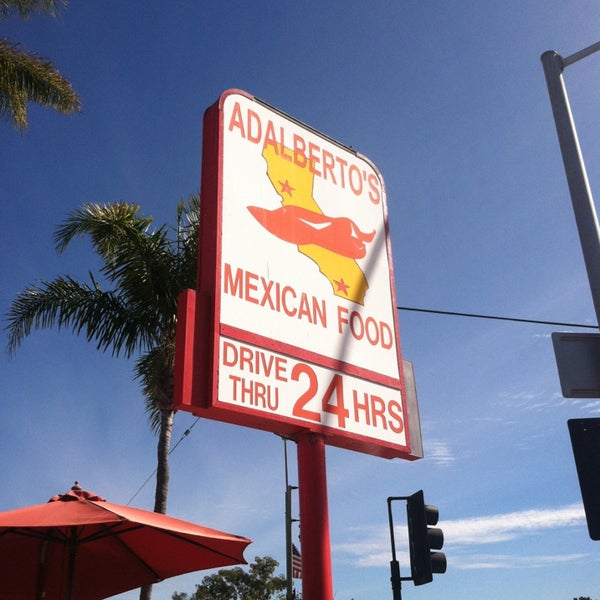 ADALBERTO'S
MEXICAN FOOD
DRIVE THRU
24 HRS